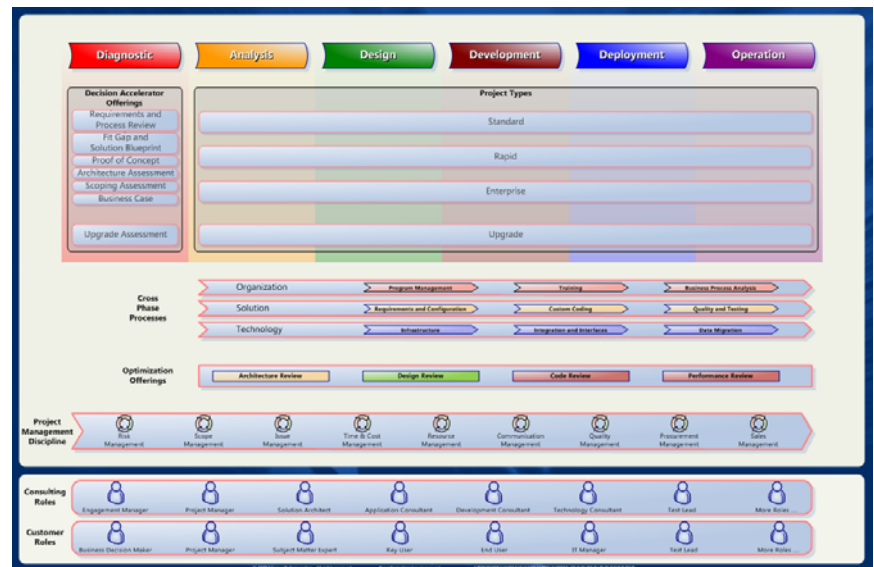 Diagnostic
Analysis
Design
Development
Deployment
Operation
Decision Accelerator
Offerings
Requirements and
Process Review
Fit Gap and
Solution Blueprint
Proof of Concept
Architecture Assessment
Scoping Assessment
Business Case
Upgrade Assessment
Project Types
Standard
Rapid
Enterprise
Upgrade
Cross
Phase
Processes
Organization
Program Management
Training
Business Process Analysis
Solution
Requirements and Configuration
Custom Coding
Quality and Testing
Technology
Infrastructure
Integration and Interfaces
Data Migration
Optimization
Offerings
Architecture Review
Design Review
Code Review
Performance Review
Project
Management
Discipline
Risk
Management
Scope
Management
Issue
Management
Time & Cost
Management
Resource
Management
Communication
Management
Quality
Management
Procurement
Management
Sales
Management
Consulting
Roles
Engagement Manager
Project Manager
Solution Architect
Application Consultant
Development Consultant
Technology Consultant
Test Lead
More Roles ...
Customer
Roles
Business Decision Maker
Project Manager
Subject Matter Expert
Key User
End User
IT Manager
Test Lead
More Roles ...